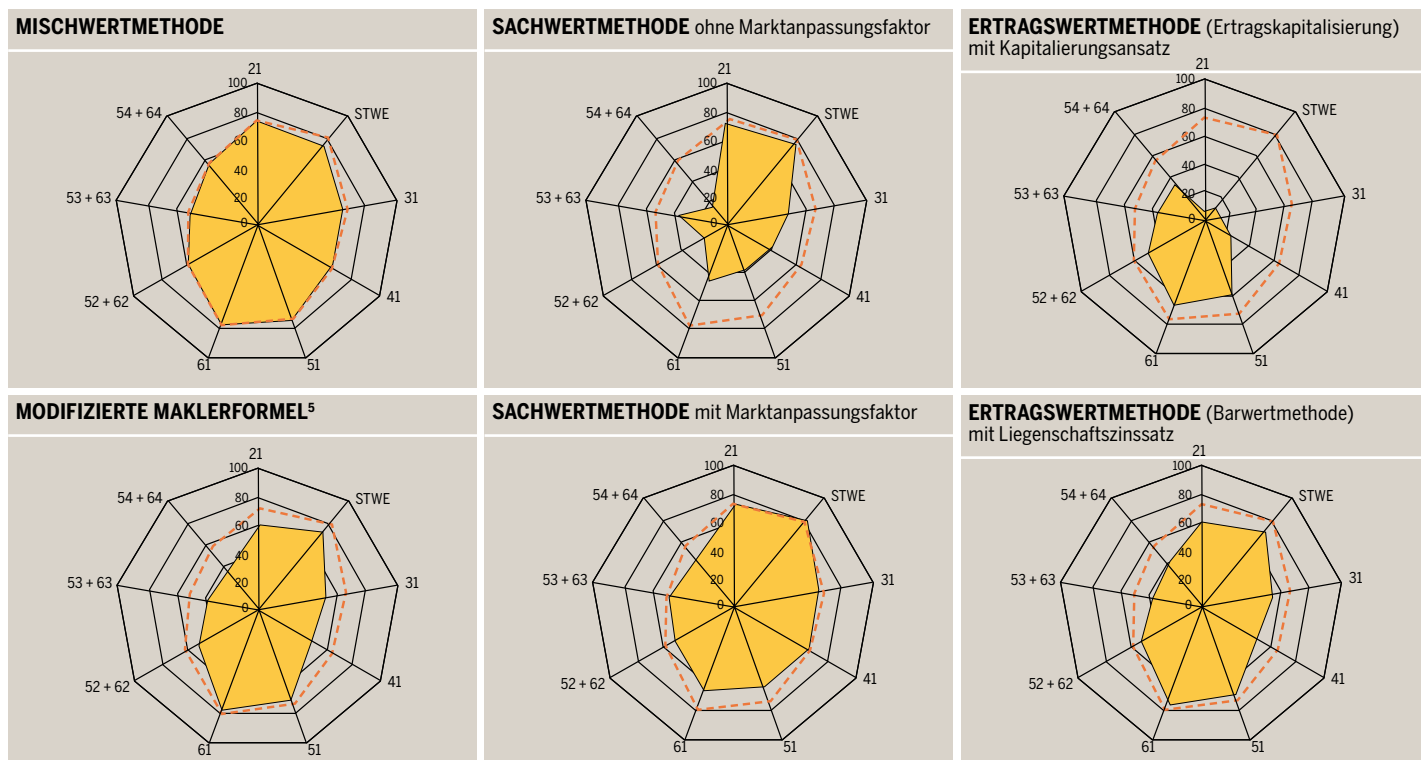 MISCHWERTMETHODE
21
100
80
60
40
20
0
STWE
31
41
51
61
52 + 62
53 + 63
54 + 64
SACHWERTMETHODE ohne Marktanpassungsfaktor
21
100
80
60
40
20
0
STWE
31
41
51
61
52 + 62
53 + 63
54 + 64
ERTRAGSWERTMETHODE (Ertragskapitalisierung)
mit Kapitalierungsansatz
21
100
80
60
40
20
0
STWE
31
41
51
61
52 + 62
53 + 63
54 + 64
MODIFIZIERTE MAKLERFORMEL⁵
21
100
80
60
40
20
0
STWE
31
41
51
61
52 + 62
53 + 63
54 + 64
SACHWERTMETHODE mit Marktanpassungsfaktor
21
100
80
60
40
20
0
STWE
31
41
51
61
52 + 62
53 + 63
54 + 64
ERTRAGSWERTMETHODE (Barwertmethode)
mit Liegenschaftszinssatz
21
100
80
60
40
20
0
STWE
31
41
51
61
52 + 62
53 + 63
54 + 64